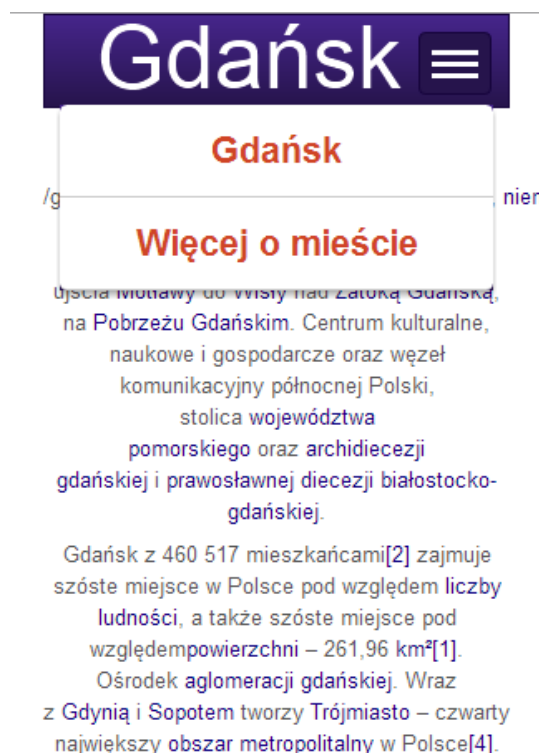 Gdańsk
Gdańsk
/g , nier
Więcej o mieście
ujścia Motławy do Wisły nad Zatoką Gdańską,
na Pobrzeżu Gdańskim. Centrum kulturalne,
naukowe i gospodarcze oraz węzeł
komunikacyjny północnej Polski,
stolica województwa
pomorskiego oraz archidiecezji
gdańskiej i prawosławnej diecezji białostocko-
gdańskiej.
Gdańsk z 460 517 mieszkańcami[2] zajmuje
szóste miejsce w Polsce pod względem liczby
ludności, a także szóste miejsce pod
względempowierzchni – 261,96 km²[1].
Ośrodek aglomeracji gdańskiej. Wraz
z Gdynią i Sopotem tworzy Trójmiasto – czwarty
największy obszar metropolitalny w Polsce[4].